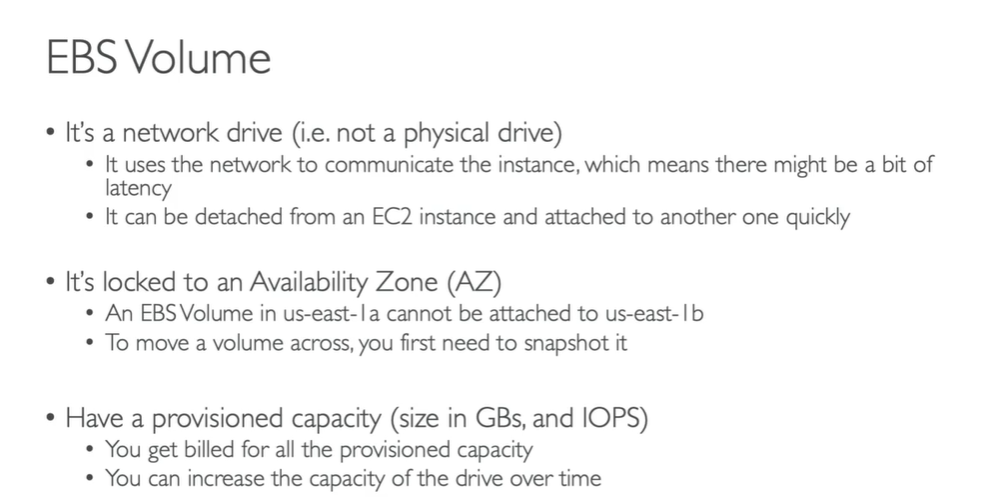 EBS Volume
• It's a network drive (i.e. not a physical drive)
• It uses the network to communicate the instance, which means there might be a bit of
latency
• It can be detached from an EC2 instance and attached to another one quickly
• It's locked to an Availability Zone (AZ)
• An EBS Volume in us-east-1a cannot be attached to us-east-1b
• To move a volume across, you first need to snapshot it
• Have a provisioned capacity (size in GBs, and IOPS)
• You get billed for all the provisioned capacity
• You can increase the capacity of the drive over time